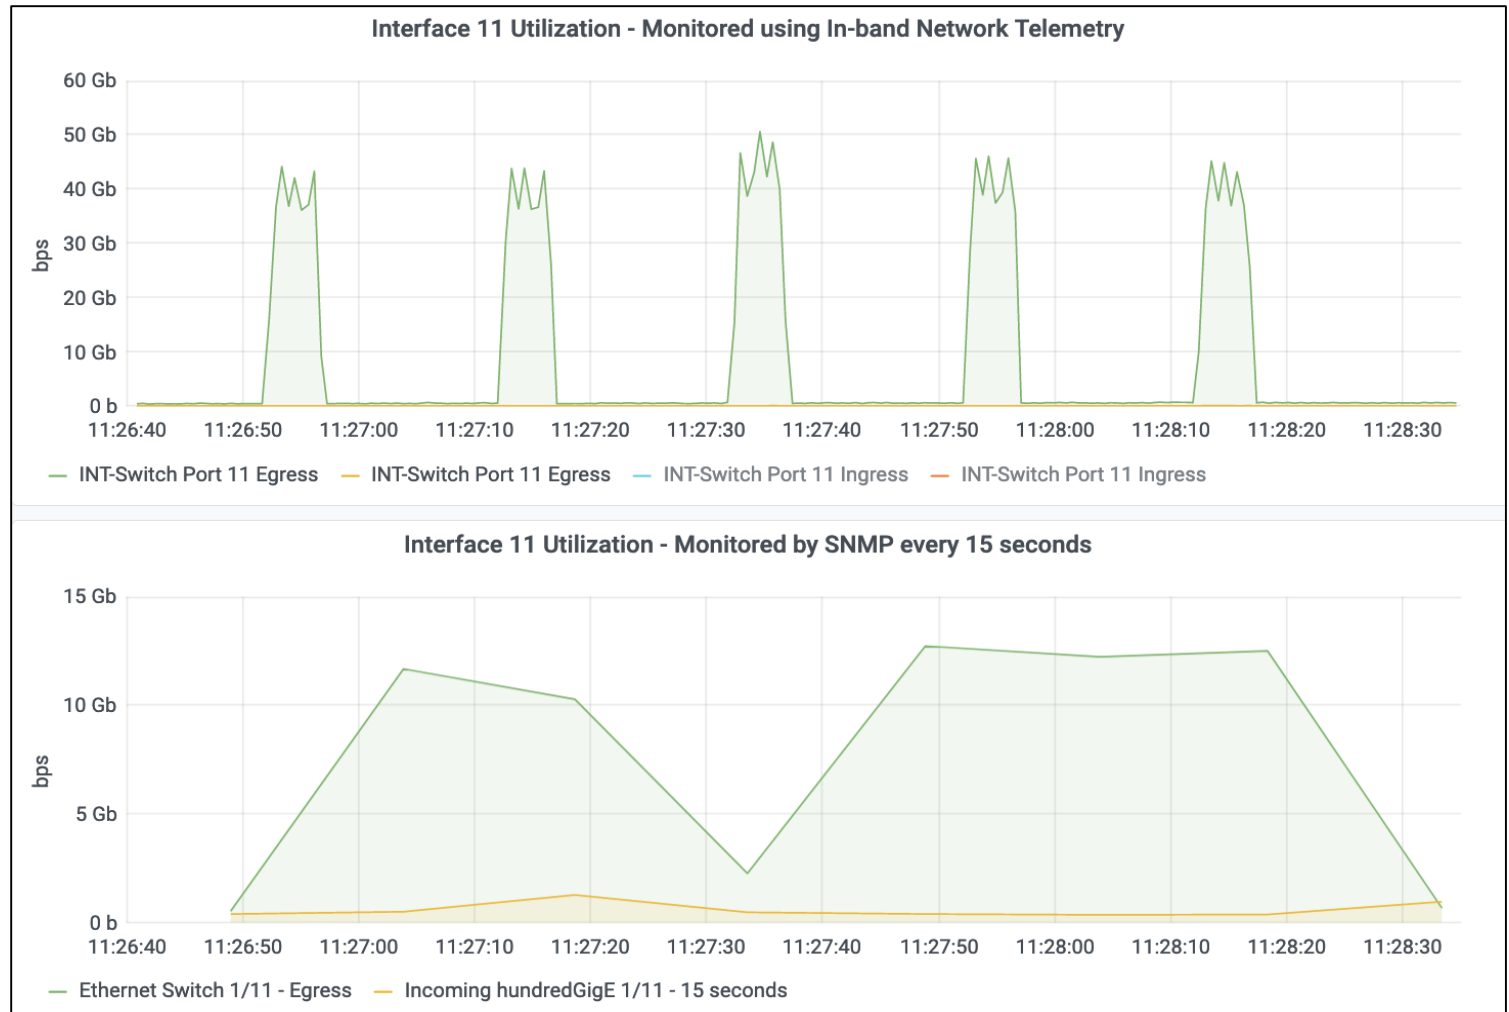 Interface 11 Utilization - Monitored using In-band Network Telemetry
60 Gb
50 Gb
40 Gb
30 Gb
20 Gb
10 Gb
0 b
bps
11:26:40 11:26:50 11:27:00 11:27:10 11:27:20 11:27:30 11:27:40 11:27:50 11:28:00 11:28:10 11:28:20 11:28:30
INT-Switch Port 11 Egress INT-Switch Port 11 Egress INT-Switch Port 11 Ingress INT-Switch Port 11 Ingress
Interface 11 Utilization - Monitored by SNMP every 15 seconds
15 Gb
10 Gb
5 Gb
0 b
bps
11:26:40 11:26:50 11:27:00 11:27:10 11:27:20 11:27:30 11:27:40 11:27:50 11:28:00 11:28:10 11:28:20 11:28:30
Ethernet Switch 1/11 - Egress Incoming hundredGigE 1/11 - 15 seconds